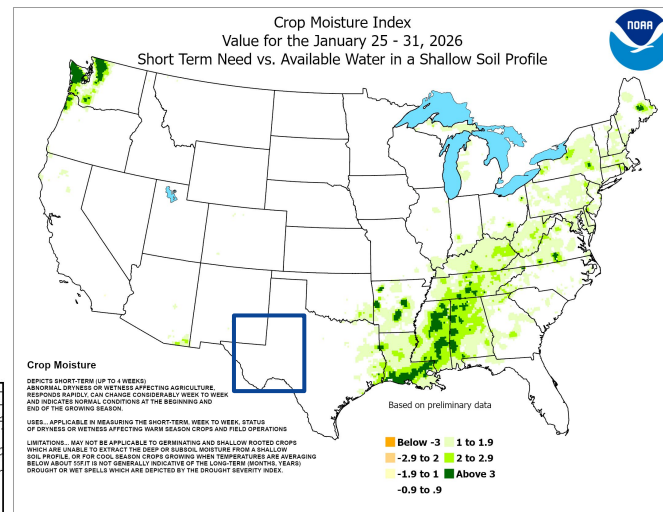 Crop Moisture Index
Value for the January 25 - 31, 2026
Short Term Need vs. Available Water in a Shallow Soil Profile
NOAA
Crop Moisture
DEPICTS SHORT-TERM (UP TO 4 WEEKS)
ABNORMAL DRYNESS OR WETNESS AFFECTING AGRICULTURE,
RESPONDS RAPIDLY, CAN CHANGE CONSIDERABLY WEEK TO WEEK
AND INDICATES NORMAL CONDITIONS AT THE BEGINNING AND
END OF THE GROWING SEASON.
USES... APPLICABLE IN MEASURING THE SHORT-TERM, WEEK TO WEEK, STATUS
OF DRYNESS OR WETNESS AFFECTING WARM SEASON CROPS AND FIELD OPERATIONS
LIMITATIONS... MAY NOT BE APPLICABLE TO GERMINATING AND SHALLOW ROOTED CROPS
WHICH ARE UNABLE TO EXTRACT THE DEEP OR SUBSOIL MOISTURE FROM A SHALLOW
SOIL PROFILE, OR FOR COOL SEASON CROPS GROWING WHEN TEMPERATURES ARE AVERAGING
BELOW ABOUT 55F. IT IS NOT GENERALLY INDICATIVE OF THE LONG-TERM (MONTHS, YEARS)
DROUGHT OR WET SPELLS WHICH ARE DEPICTED BY THE DROUGHT SEVERITY INDEX.
Based on preliminary data
Below -3
-2.9 to 2
-1.9 to 1
-0.9 to .9
1 to 1.9
2 to 2.9
Above 3